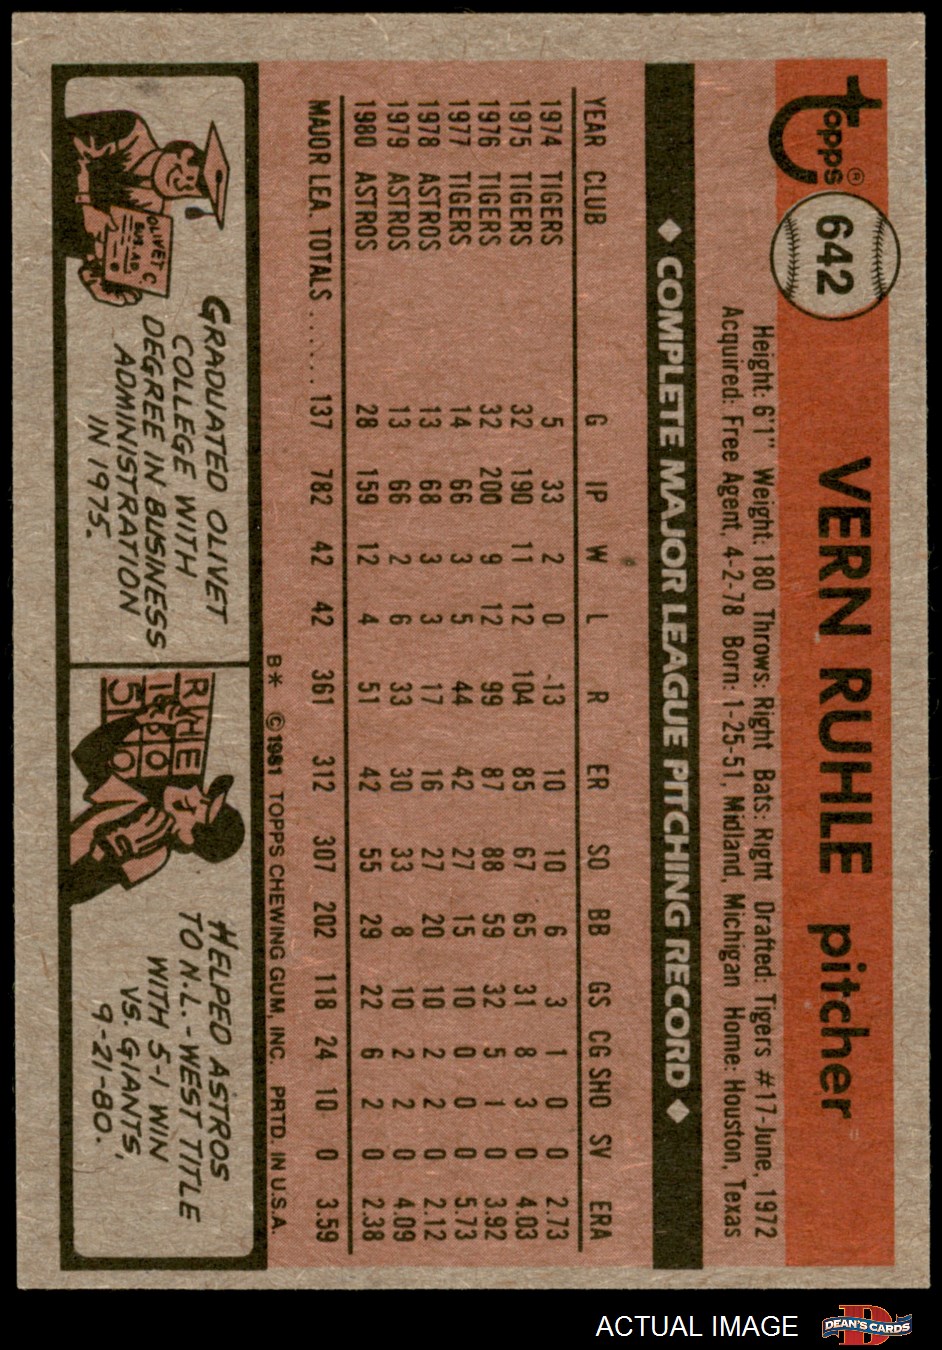 Topps®
642
VERN RUHLE pitcher
Height: 6'1" Weight: 180 Throws: Right Bats: Right Drafted: Tigers #17-June, 1972
Acquired: Free Agent, 4-2-78 Born: 1-25-51, Midland, Michigan Home: Houston, Texas
◆ COMPLETE MAJOR LEAGUE PITCHING RECORD ◆
YEAR CLUB G IP W L R ER SO BB GS CG SHO SV ERA
1974 TIGERS 5 33 2 0 -13 10 10 6 3 1 0 0 2.73
1975 TIGERS 32 190 11 12 104 85 67 65 31 8 3 0 4.03
1976 TIGERS 32 200 9 12 99 87 88 59 32 5 1 0 3.92
1977 TIGERS 14 66 3 5 44 42 27 15 10 0 0 0 5.73
1978 ASTROS 13 68 3 3 17 16 27 20 10 2 2 0 2.12
1979 ASTROS 13 66 2 6 33 30 33 8 10 2 2 0 4.09
1980 ASTROS 28 159 12 4 51 42 55 29 22 6 2 0 2.38
MAJOR LEA. TOTALS ...... 137 782 42 42 361 312 307 202 118 24 10 0 3.59
B* © 1981 TOPPS CHEWING GUM, INC. PRTD. IN U.S.A.
OLIVET C
BUS. AD.
GRADUATED OLIVET
COLLEGE WITH
DEGREE IN BUSINESS
ADMINISTRATION
IN 1975.
R H E
1 8 0
5 1 0
HELPED ASTROS
TO N.L.-WEST TITLE
WITH 5-1 WIN
VS. GIANTS,
9-21-80.
ACTUAL IMAGE
D
DEAN'S CARDS